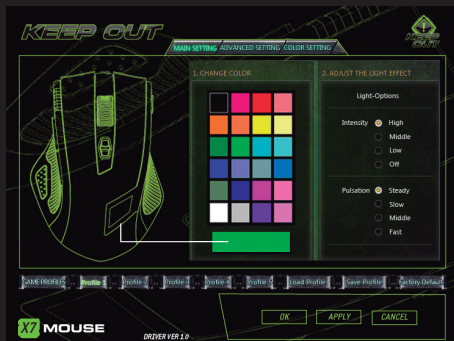 KEEP OUT
KEEP OUT
MAIN SETTING ADVANCED SETTING COLOR SETTING
1. CHANGE COLOR
2. ADJUST THE LIGHT EFFECT
Light-Options
Intensity High
Middle
Low
Off
Pulsation Steady
Slow
Middle
Fast
GAME PROFILES Profile 1 Profile 2 Profile 3 Profile 4 Profile 5 Load Profile Save Profile Factory Default
OK APPLY CANCEL
X7 MOUSE
DRIVER VER 1.0